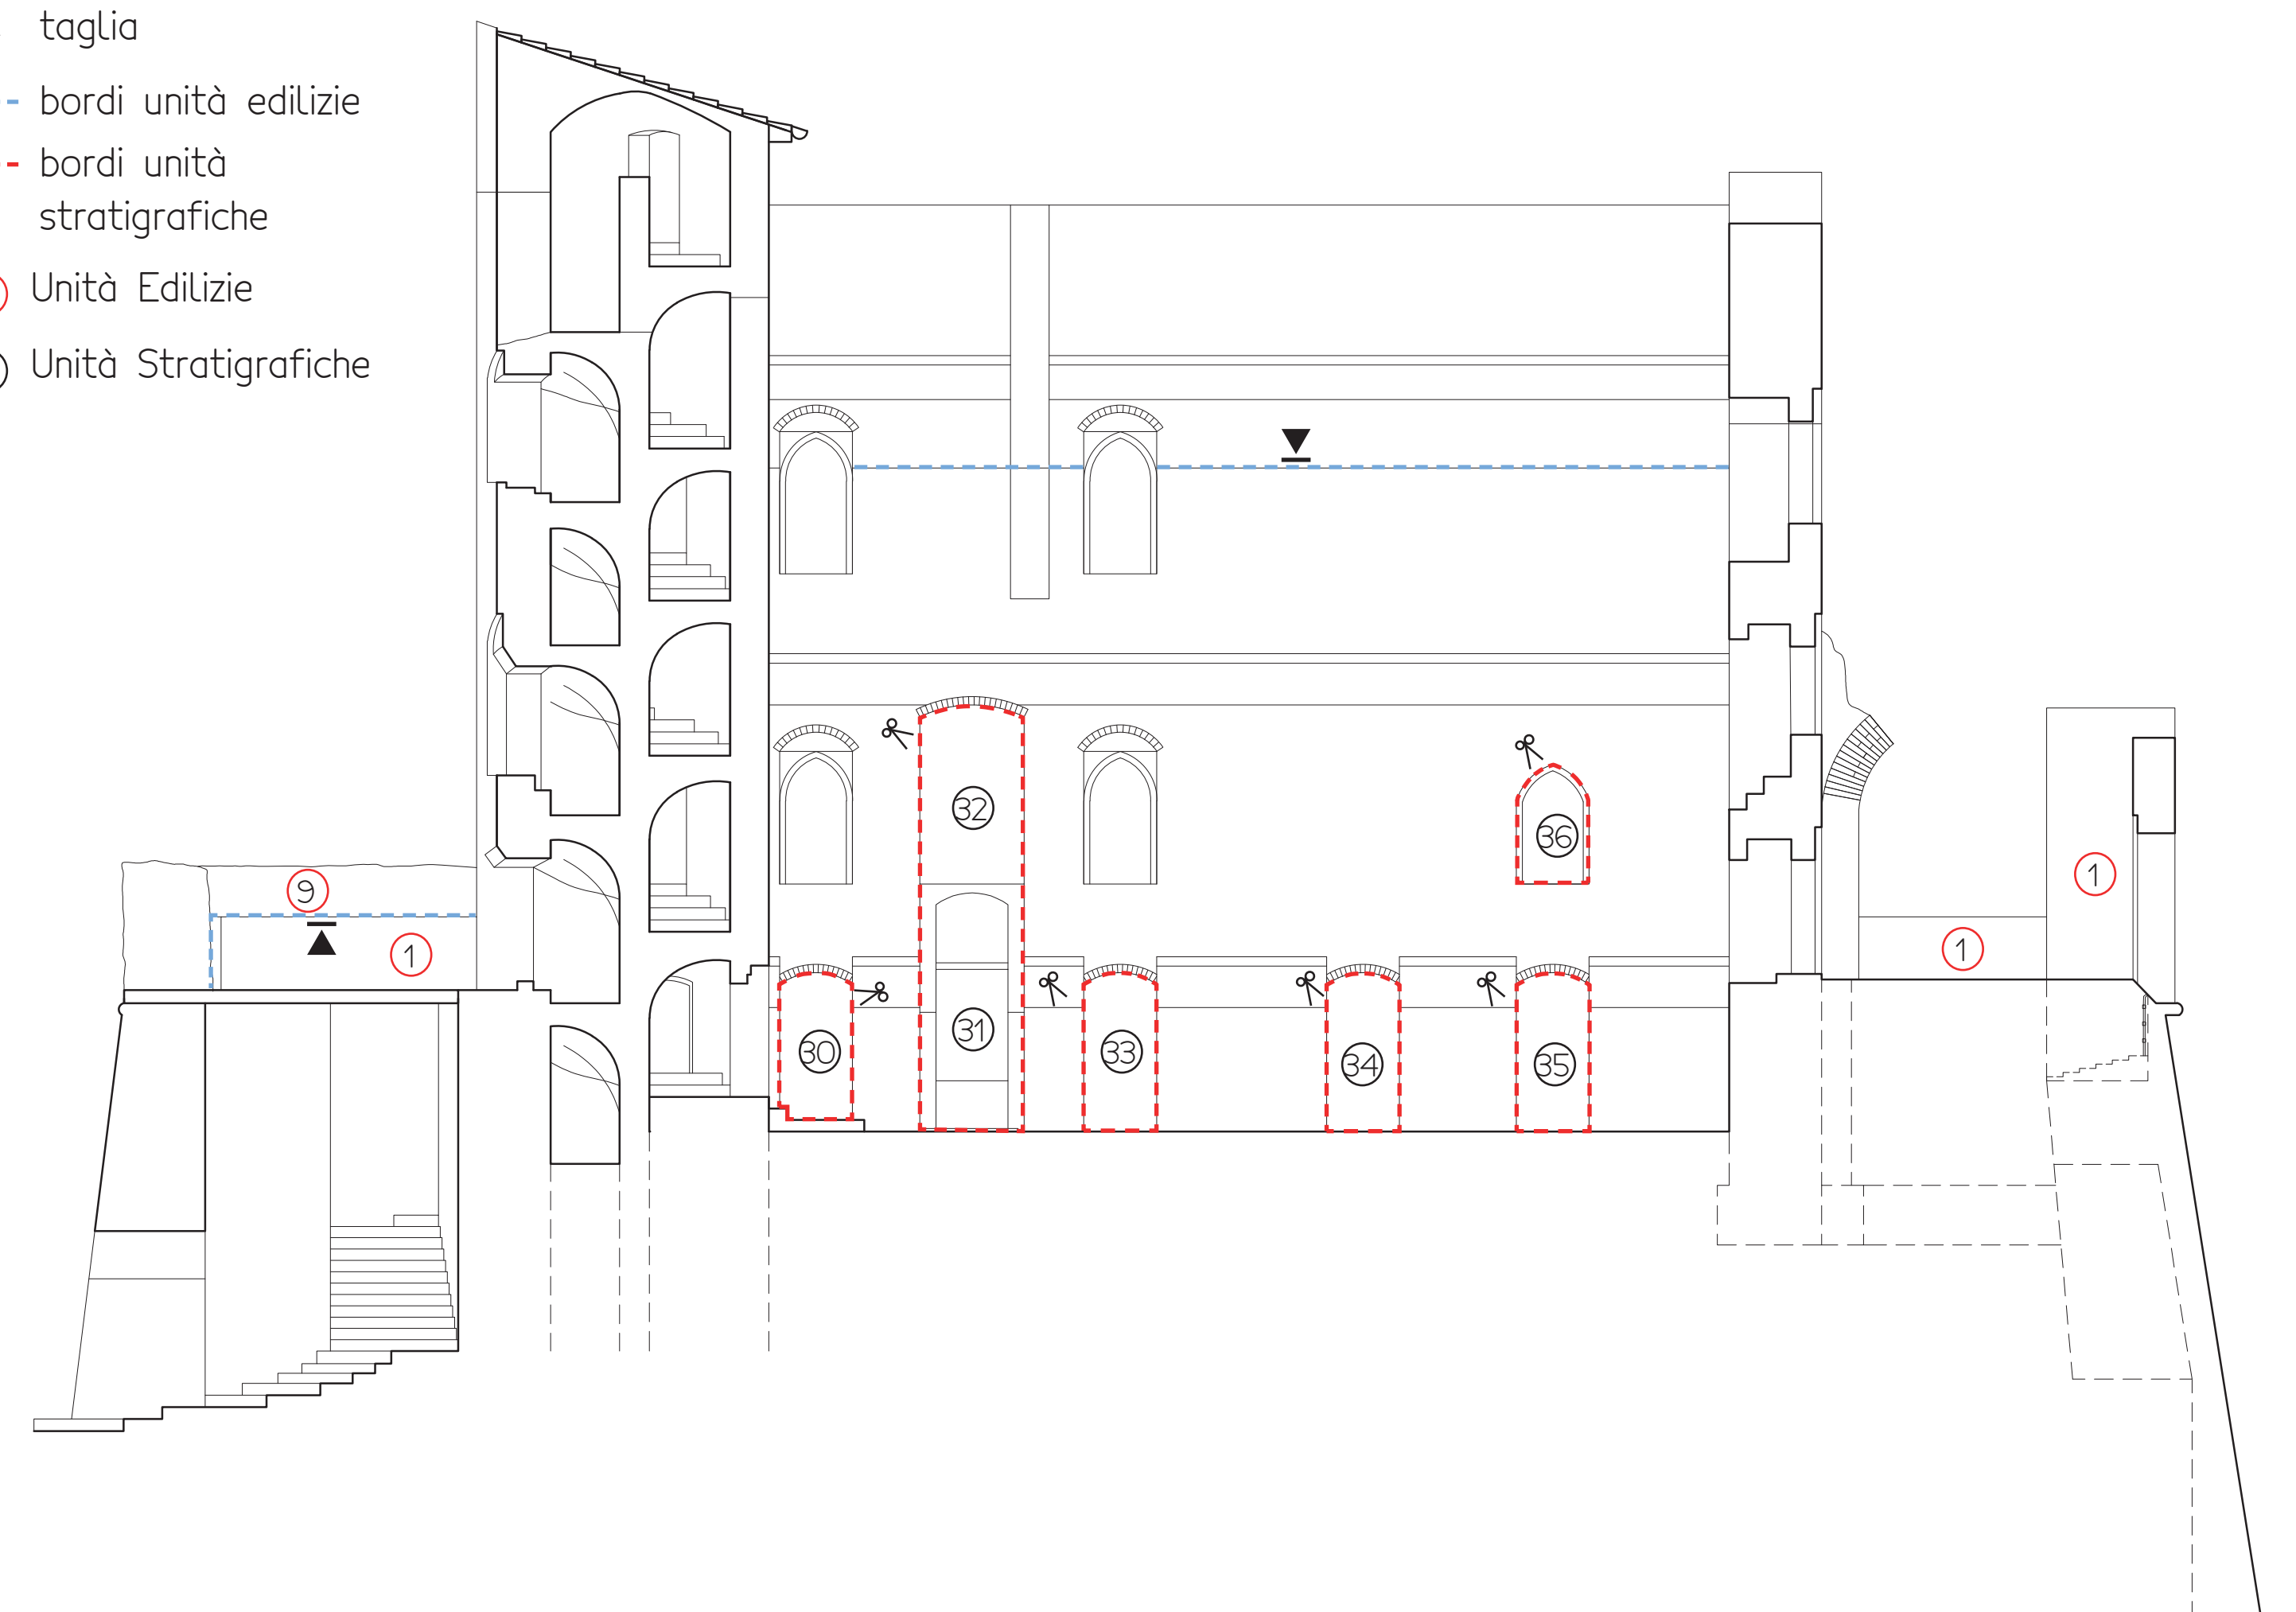 taglia
bordi unità edilizie
bordi unità
stratigrafiche
Unità Edilizie
Unità Stratigrafiche
32
36
1
9
1
1
31
30
33
34
35